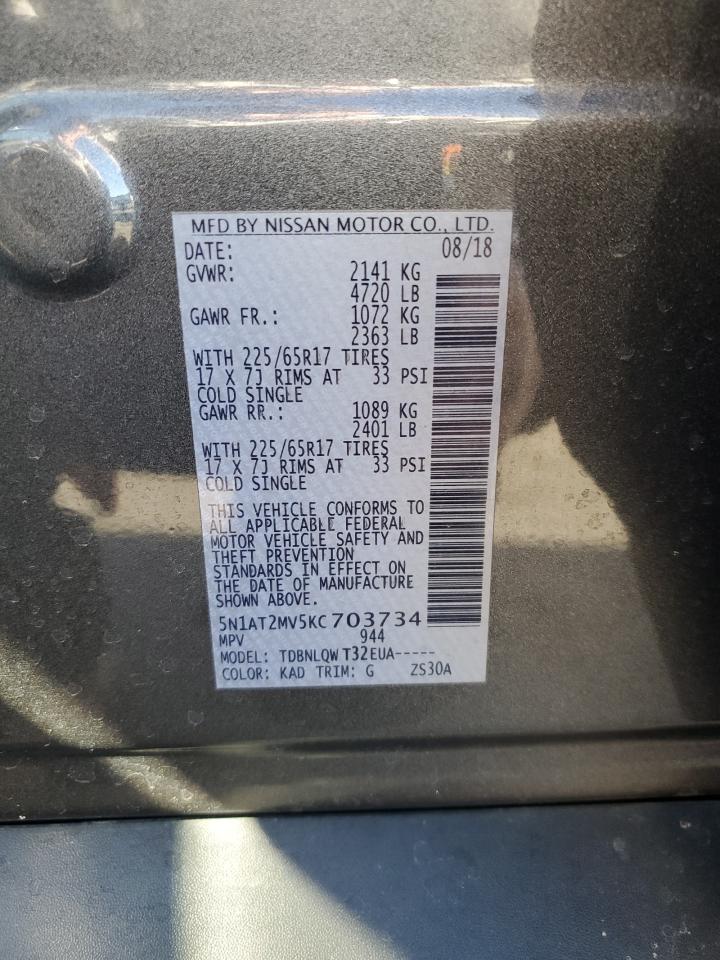 MFD BY NISSAN MOTOR CO., LTD.
DATE: 08/18
GVWR: 2141 KG
4720 LB
GAWR FR.: 1072 KG
2363 LB
WITH 225/65R17 TIRES
17 X 7J RIMS AT 33 PSI
COLD SINGLE
GAWR RR.: 1089 KG
2401 LB
WITH 225/65R17 TIRES
17 X 7J RIMS AT 33 PSI
COLD SINGLE
THIS VEHICLE CONFORMS TO
ALL APPLICABLE FEDERAL
MOTOR VEHICLE SAFETY AND
THEFT PREVENTION
STANDARDS IN EFFECT ON
THE DATE OF MANUFACTURE
SHOWN ABOVE.
5N1AT2MV5KC703734
MPV 944
MODEL: TDBNLQW T32EUA-----
COLOR: KAD TRIM: G ZS30A